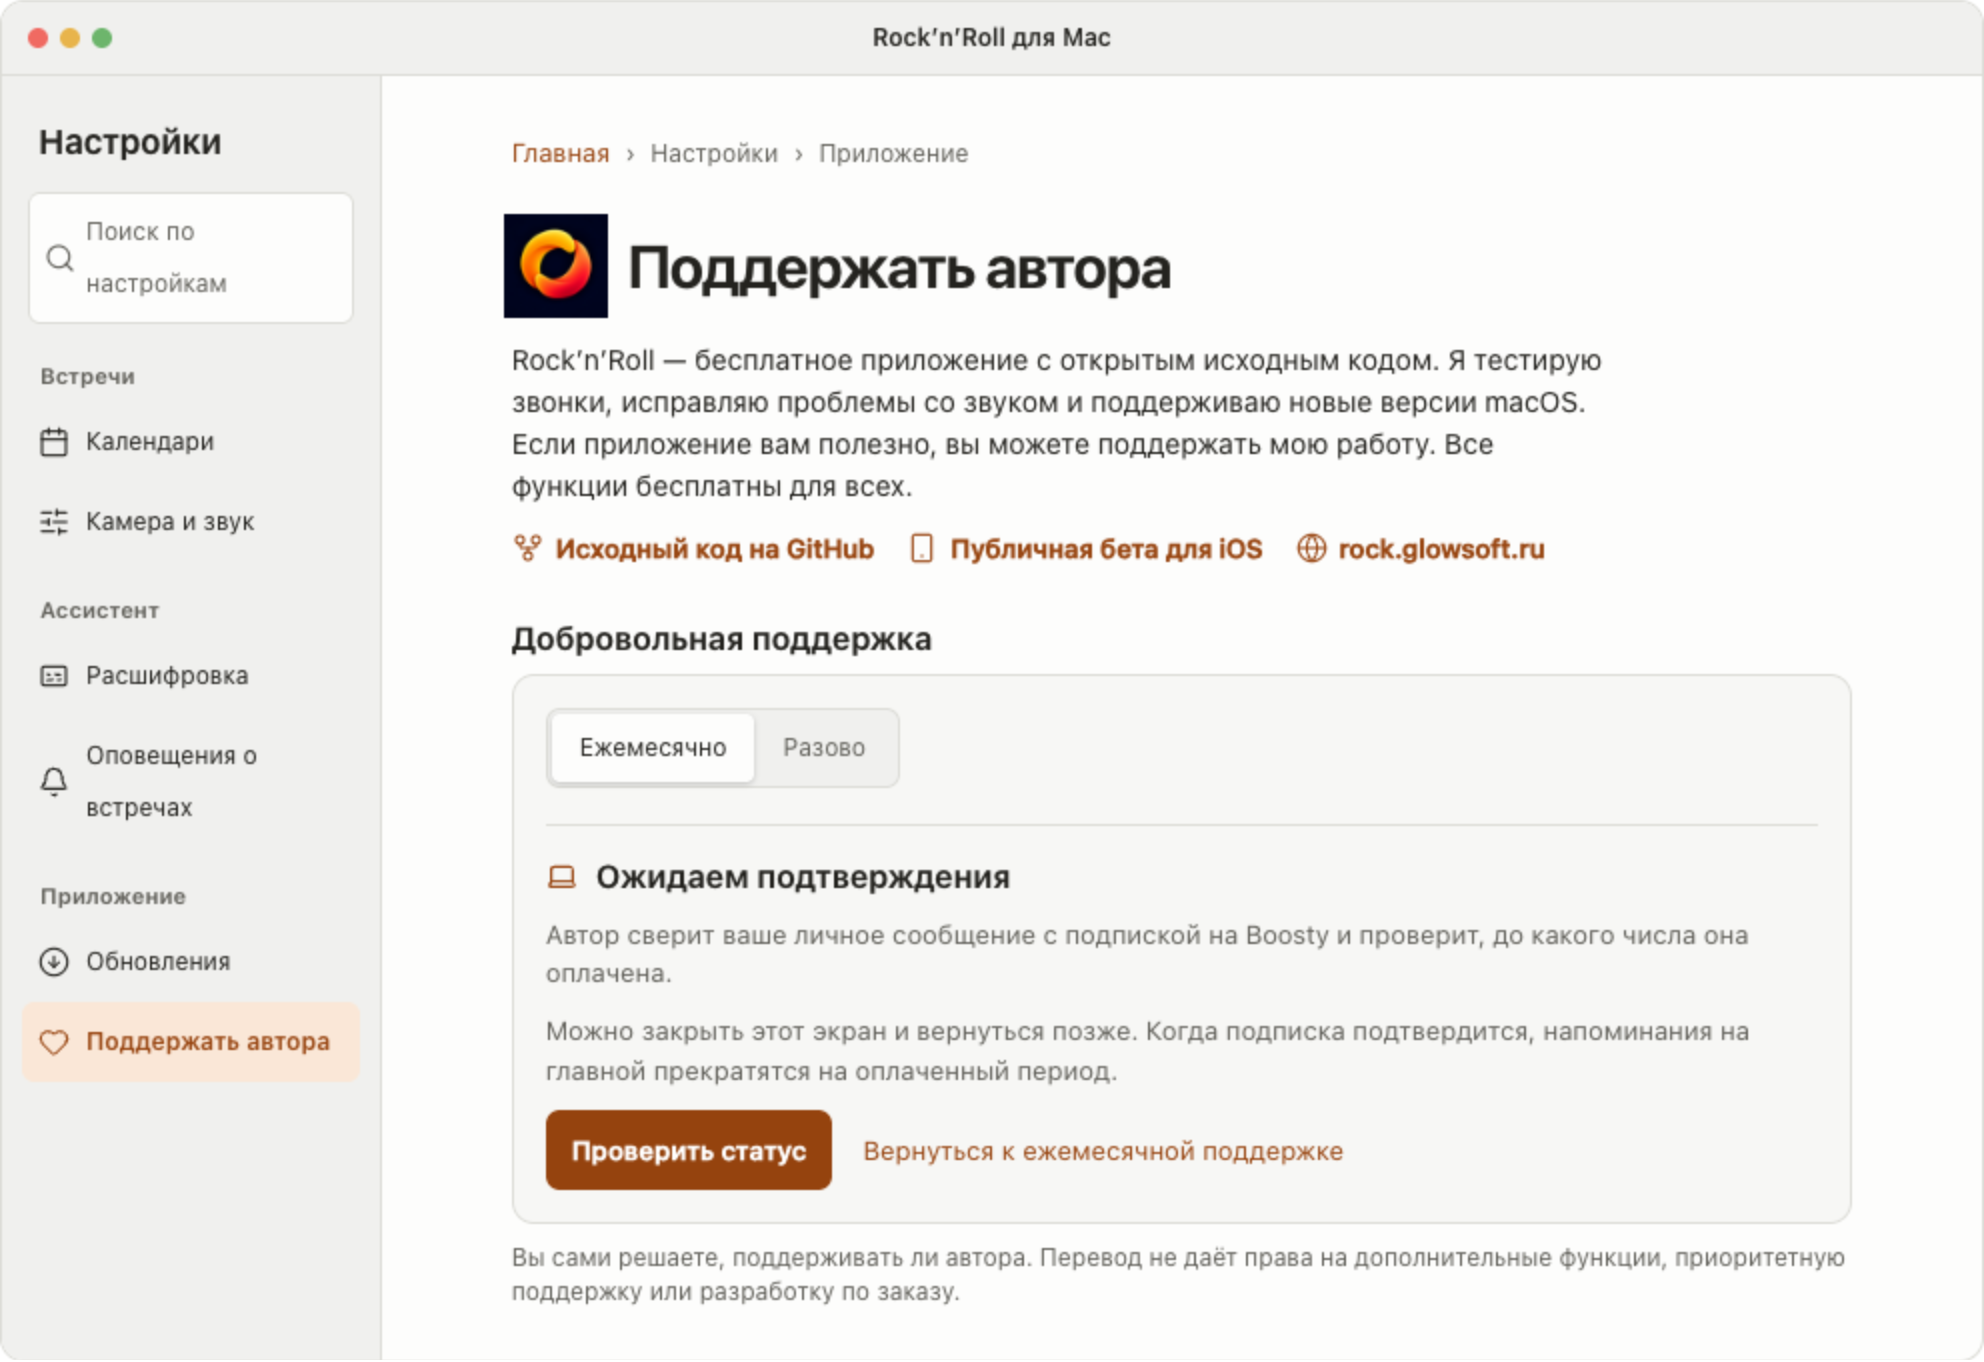 Rock’n’Roll для Mac
Настройки
Поиск по
настройкам
Встречи
Календари
Камера и звук
Ассистент
Расшифровка
Оповещения о
встречах
Приложение
Обновления
Поддержать автора
Главная › Настройки › Приложение
Поддержать автора
Rock’n’Roll — бесплатное приложение с открытым исходным кодом. Я тестирую
звонки, исправляю проблемы со звуком и поддерживаю новые версии macOS.
Если приложение вам полезно, вы можете поддержать мою работу. Все
функции бесплатны для всех.
Исходный код на GitHub Публичная бета для iOS rock.glowsoft.ru
Добровольная поддержка
Ежемесячно Разово
Ожидаем подтверждения
Автор сверит ваше личное сообщение с подпиской на Boosty и проверит, до какого числа она
оплачена.
Можно закрыть этот экран и вернуться позже. Когда подписка подтвердится, напоминания на
главной прекратятся на оплаченный период.
Проверить статус Вернуться к ежемесячной поддержке
Вы сами решаете, поддерживать ли автора. Перевод не даёт права на дополнительные функции, приоритетную
поддержку или разработку по заказу.